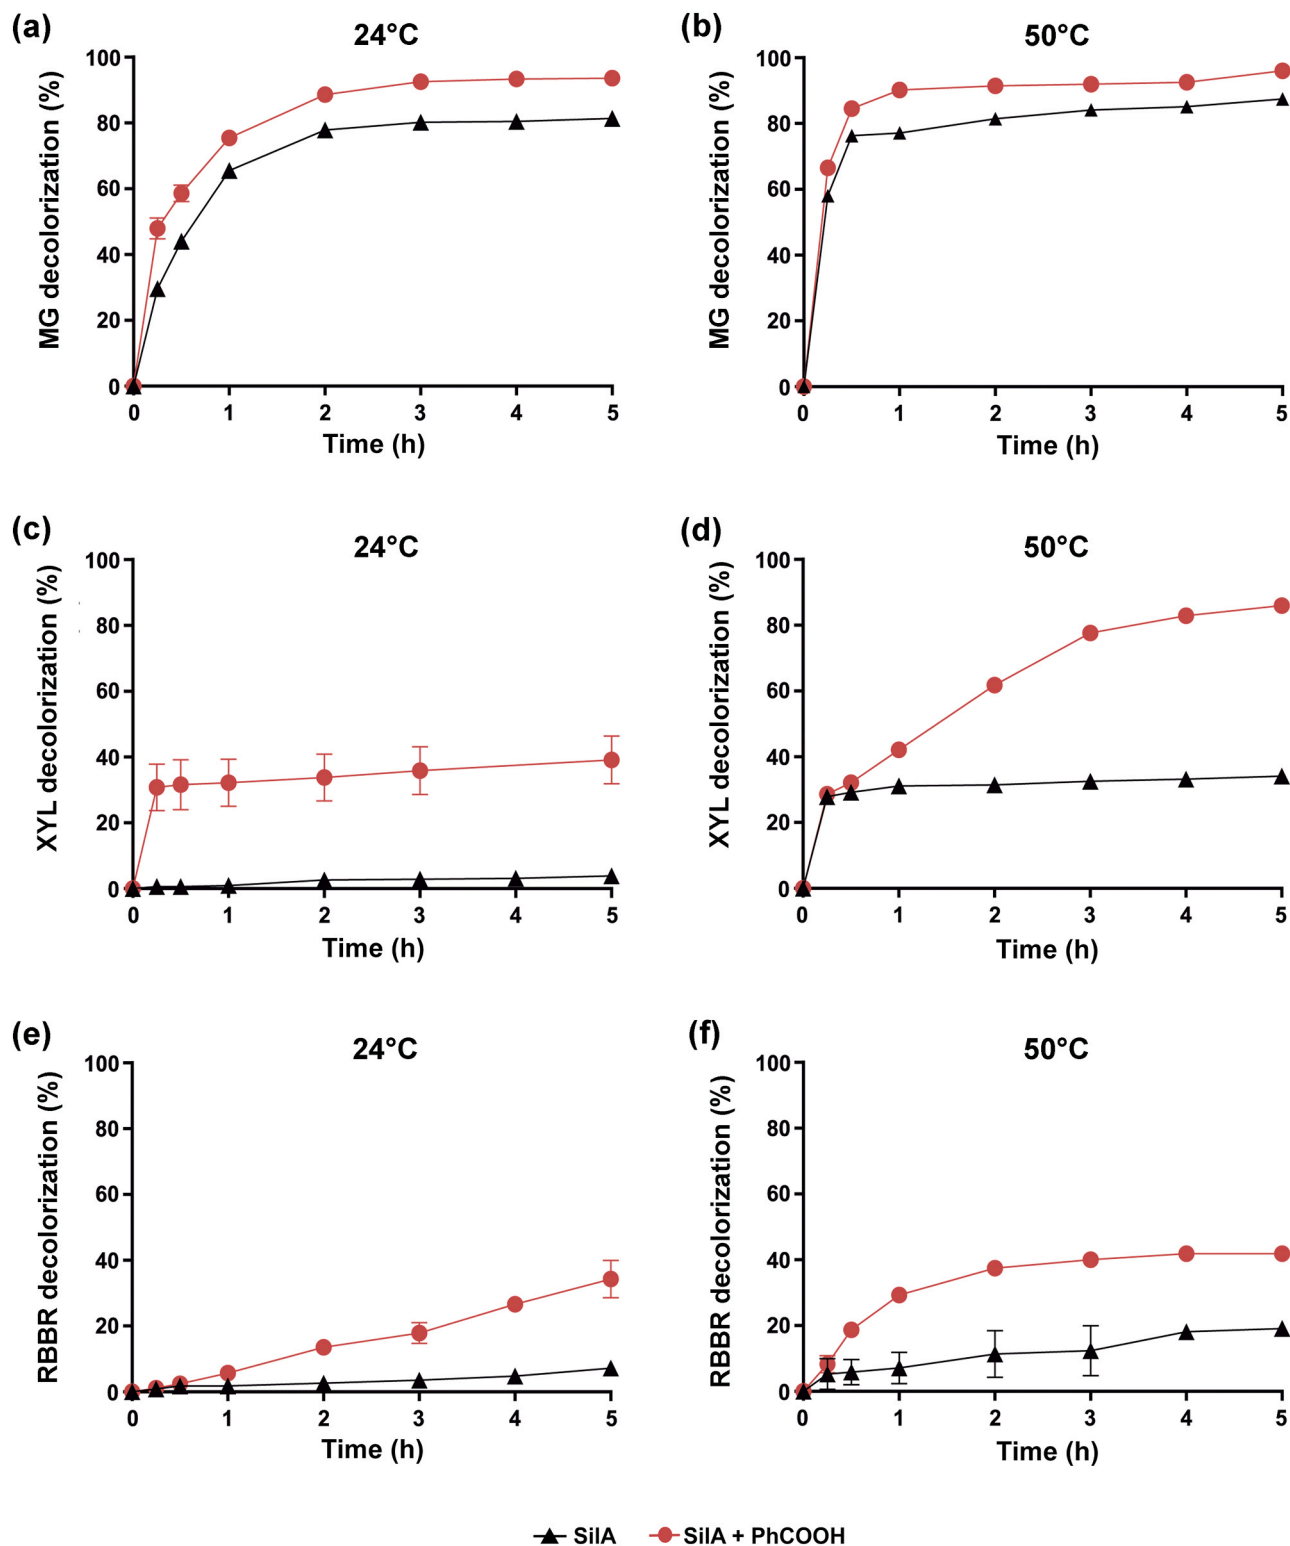 (a)
24°C
MG decolorization (%)
100
80
60
40
20
0
0 1 2 3 4 5
Time (h)
(b)
50°C
MG decolorization (%)
100
80
60
40
20
0
0 1 2 3 4 5
Time (h)
(c)
24°C
XYL decolorization (%)
100
80
60
40
20
0
0 1 2 3 4 5
Time (h)
(d)
50°C
XYL decolorization (%)
100
80
60
40
20
0
0 1 2 3 4 5
Time (h)
(e)
24°C
RBBR decolorization (%)
100
80
60
40
20
0
0 1 2 3 4 5
Time (h)
(f)
50°C
RBBR decolorization (%)
100
80
60
40
20
0
0 1 2 3 4 5
Time (h)
SilA SilA + PhCOOH